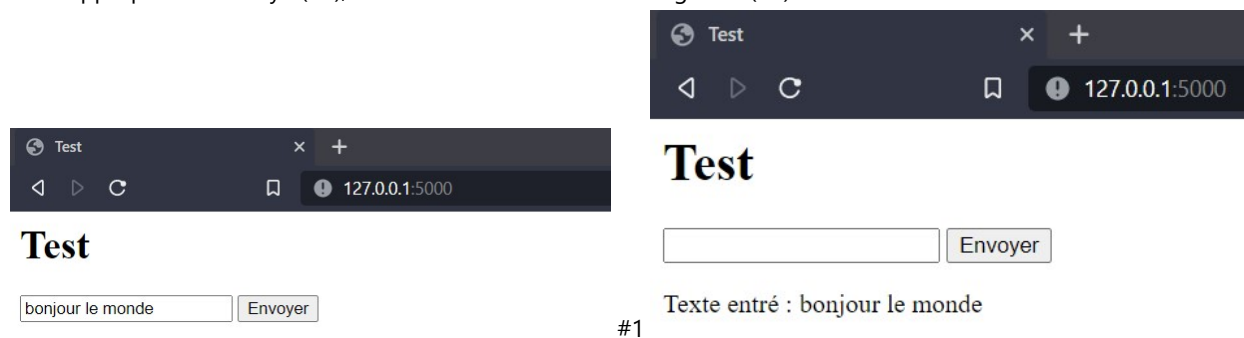 Test
127.0.0.1:5000
Test
bonjour le monde Envoyer
#1
Test
127.0.0.1:5000
Test
Envoyer
Texte entré : bonjour le monde